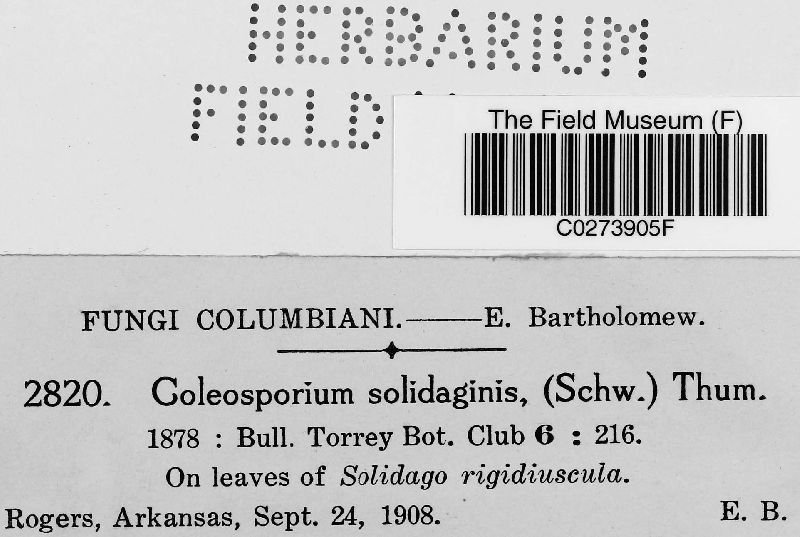 HERBARIUM
FIELD
The Field Museum (F)
C0273905F
FUNGI COLUMBIANI.——E. Bartholomew.
2820. Coleosporium solidaginis, (Schw.) Thum.
1878 : Bull. Torrey Bot. Club 6 : 216.
On leaves of Solidago rigidiuscula.
Rogers, Arkansas, Sept. 24, 1908. E. B.